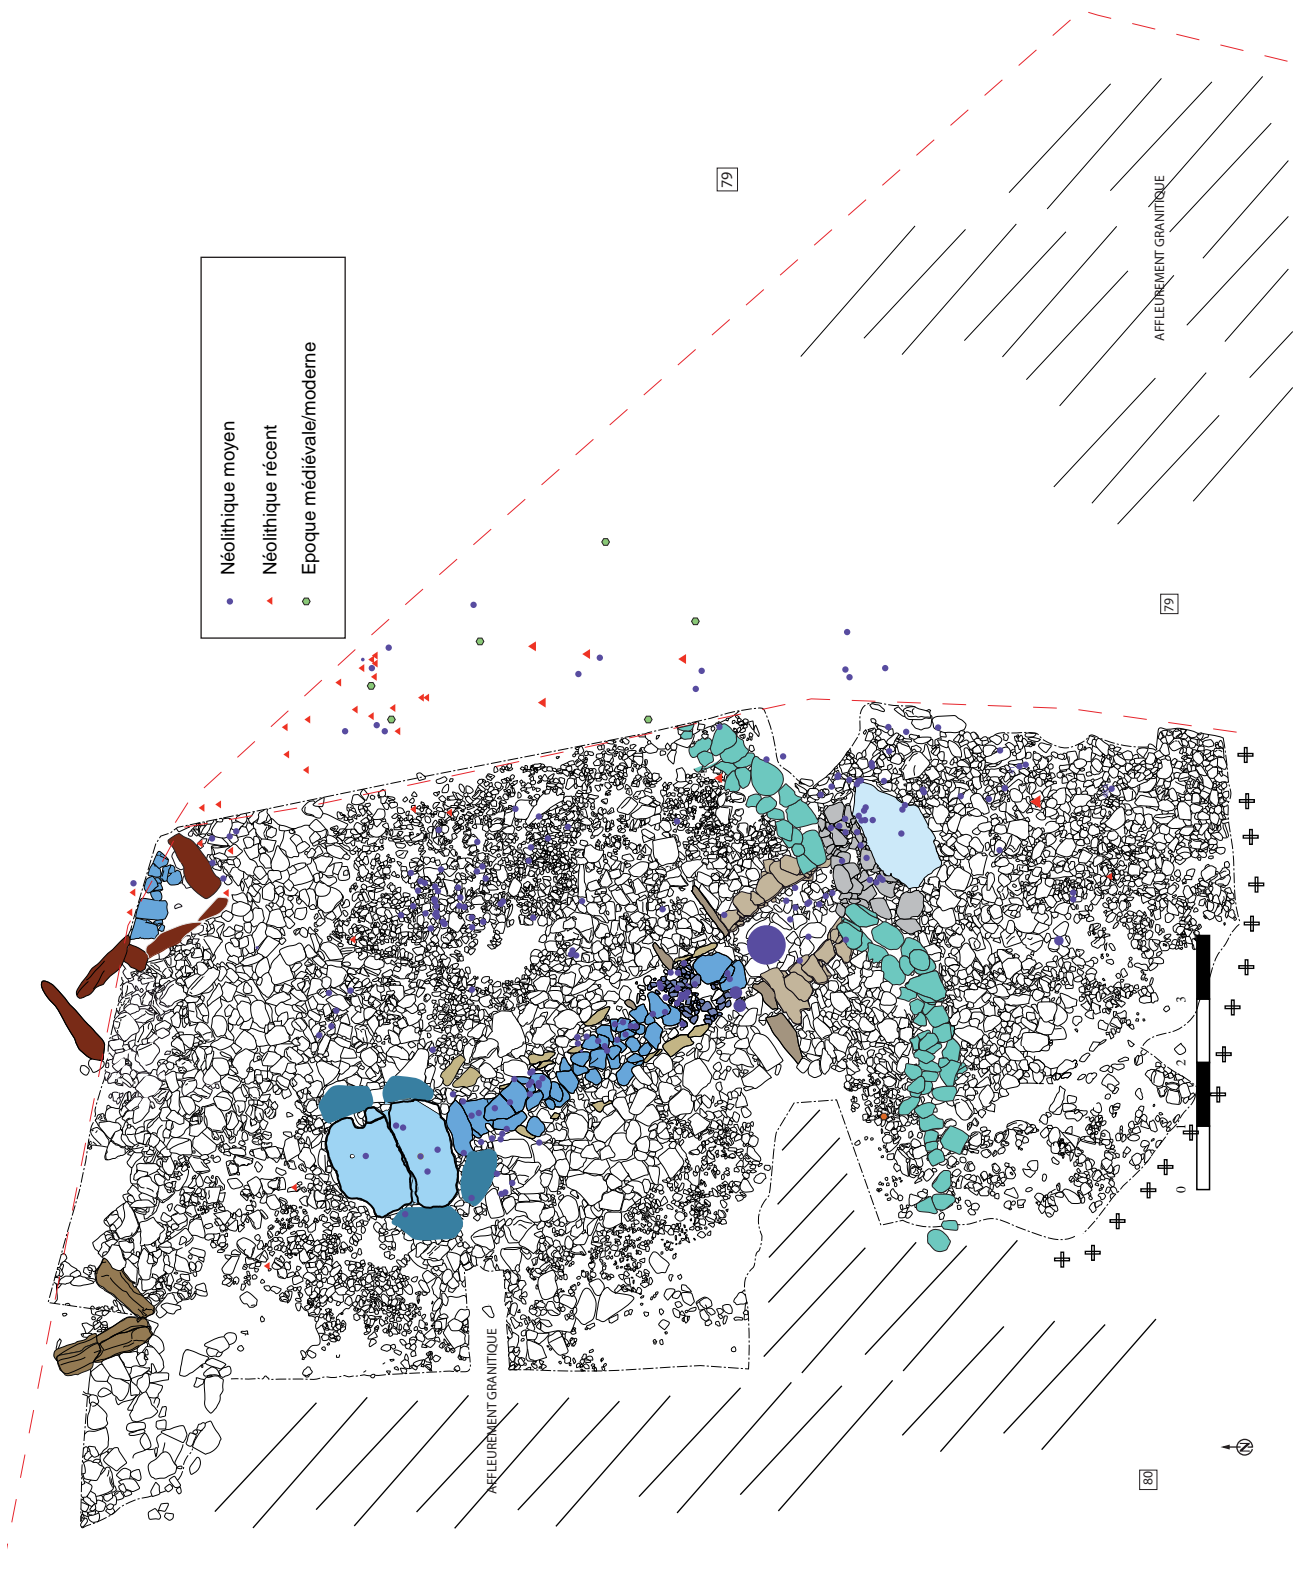 Néolithique moyen
Néolithique récent
Epoque médiévale/moderne
79
AFFLEUREMENT GRANITIQUE
79
AFFLEUREMENT GRANITIQUE
80
0
1
2
3
N